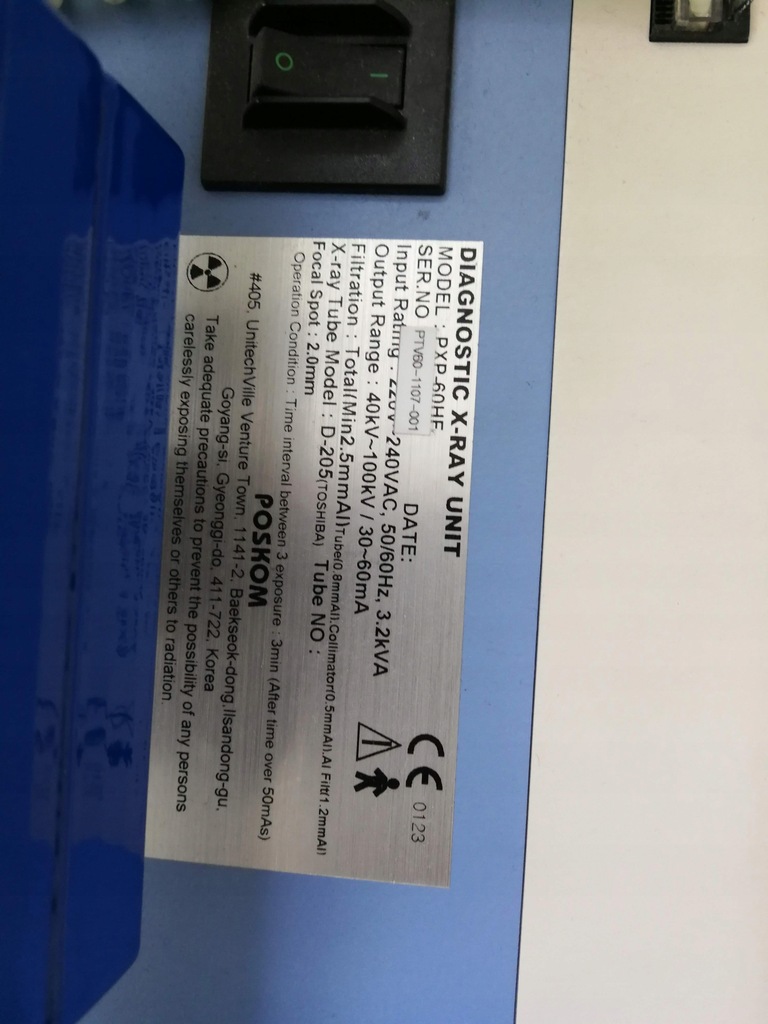 DIAGNOSTIC X-RAY UNIT
MODEL : PXP-60HF
SER.NO PTV60-1107-001 DATE:
Input Rating : 220V~240VAC, 50/60Hz, 3.2kVA
Output Range : 40kV~100kV / 30~60mA
Filtration : Total(Min2.5mmAl)Tube(0.8mmAl),Collimator(0.5mmAl),Al Filt(1.2mmAl)
X-ray Tube Model : D-205(TOSHIBA) Tube NO :
Focal Spot : 2.0mm
Operation Condition : Time interval between 3 exposure : 3min (After time over 50mAs)
CE 0123
POSKOM
#405, UnitechVille Venture Town, 1141-2, Baekseok-dong,Ilsandong-gu,
Goyang-si, Gyeonggi-do, 411-722, Korea
Take adequate precautions to prevent the possibility of any persons
carelessly exposing themselves or others to radiation.